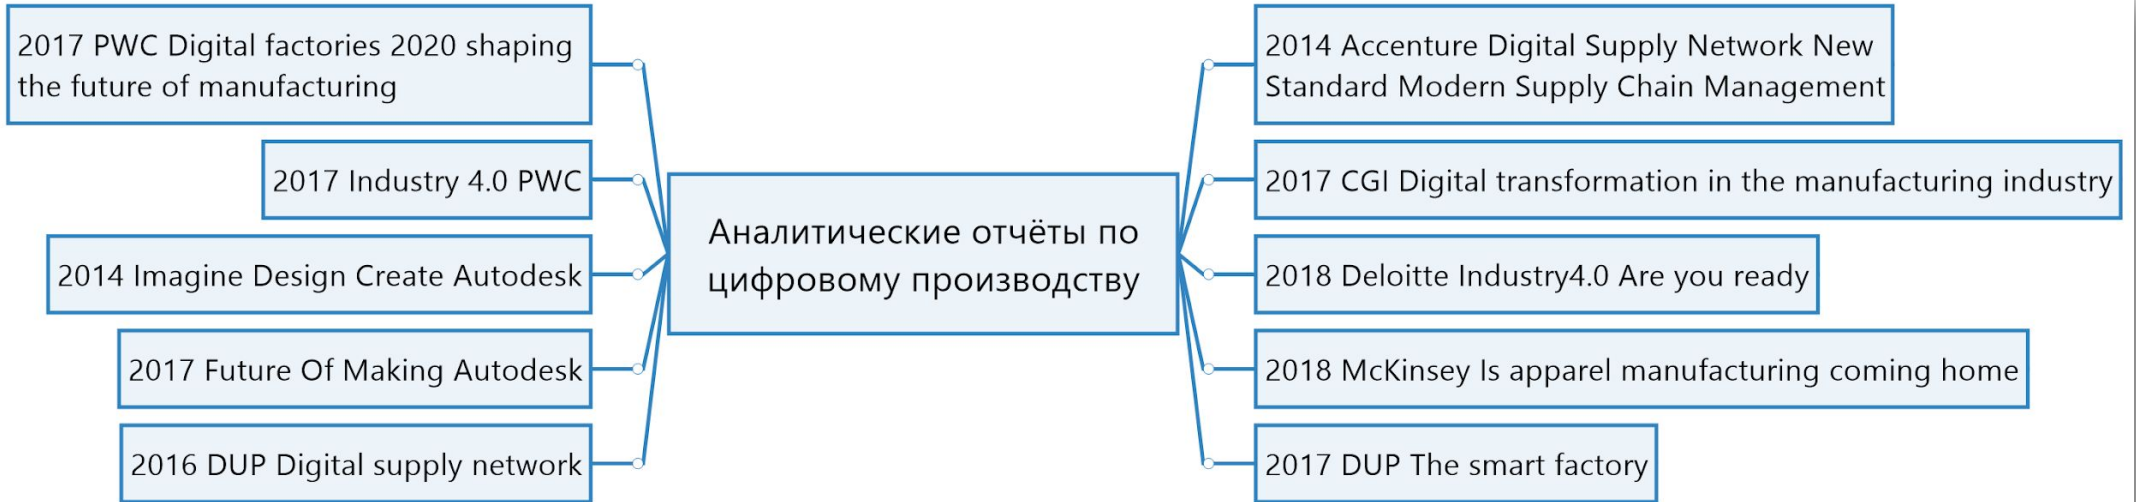 2017 PWC Digital factories 2020 shaping
the future of manufacturing
2017 Industry 4.0 PWC
2014 Imagine Design Create Autodesk
2017 Future Of Making Autodesk
2016 DUP Digital supply network
Аналитические отчёты по
цифровому производству
2014 Accenture Digital Supply Network New
Standard Modern Supply Chain Management
2017 CGI Digital transformation in the manufacturing industry
2018 Deloitte Industry4.0 Are you ready
2018 McKinsey Is apparel manufacturing coming home
2017 DUP The smart factory